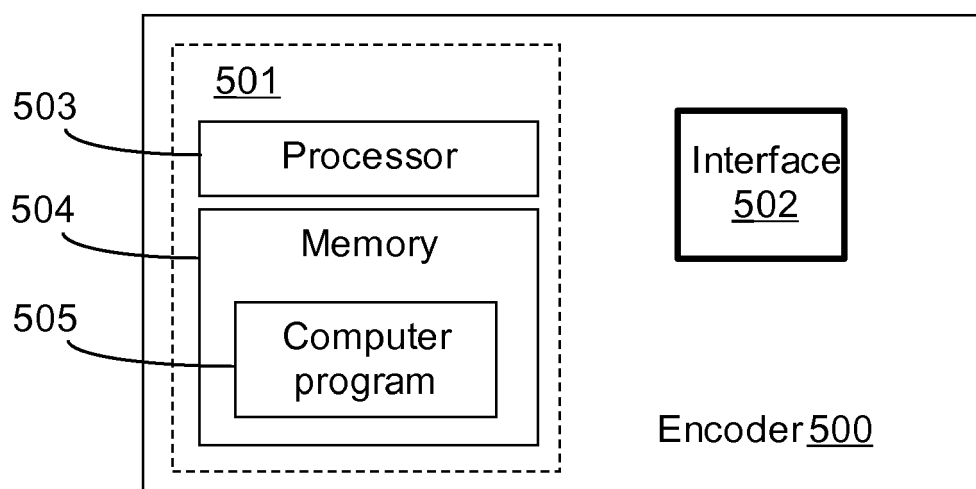 501
503
Processor
Interface
502
504
Memory
505
Computer
program
Encoder 500